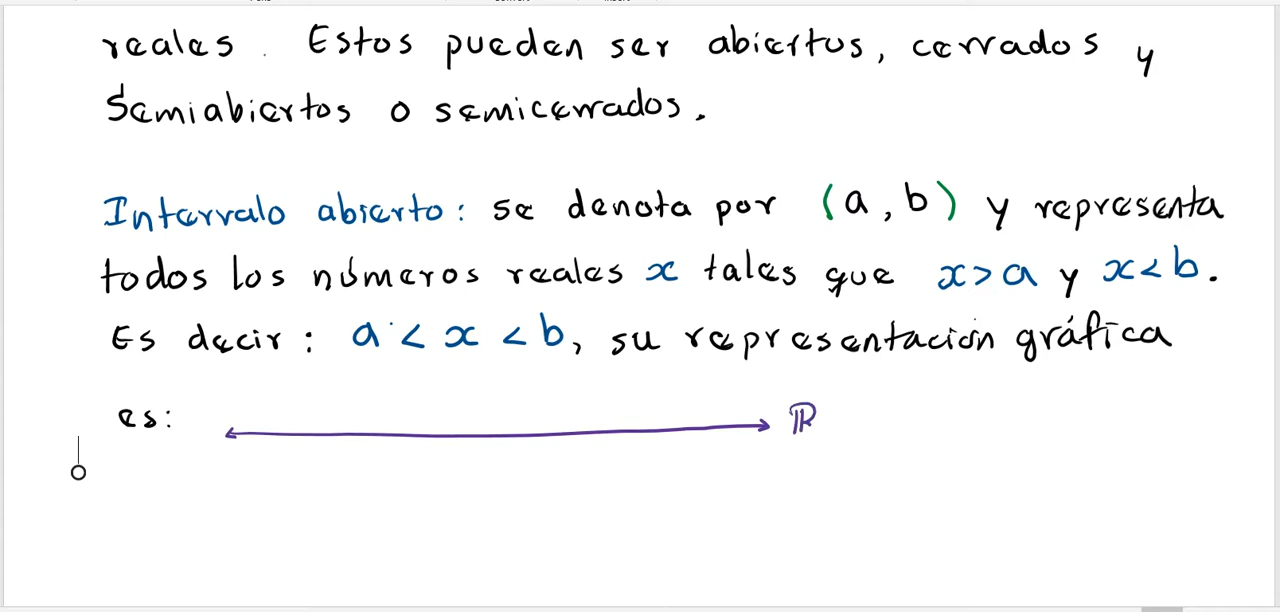 reales. Estos pueden ser abiertos, cerrados y
Semiabiertos o semicerrados.
Intervalo abierto: se denota por (a, b) y representa
todos los números reales x tales que x > a y x < b.
Es decir: a < x < b, su representación gráfica
es: ℝ